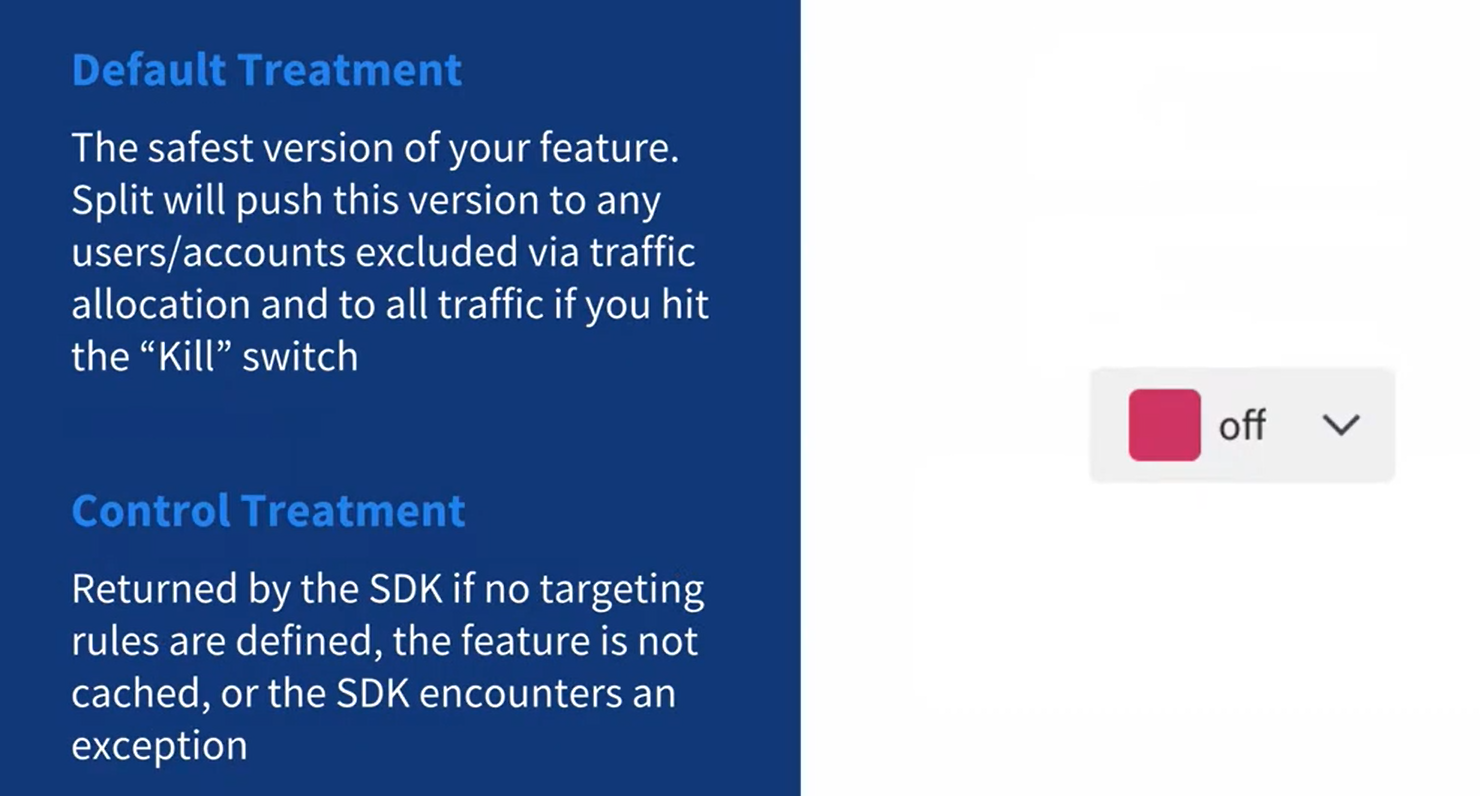 Default Treatment
The safest version of your feature.
Split will push this version to any
users/accounts excluded via traffic
allocation and to all traffic if you hit
the “Kill” switch
off
Control Treatment
Returned by the SDK if no targeting
rules are defined, the feature is not
cached, or the SDK encounters an
exception